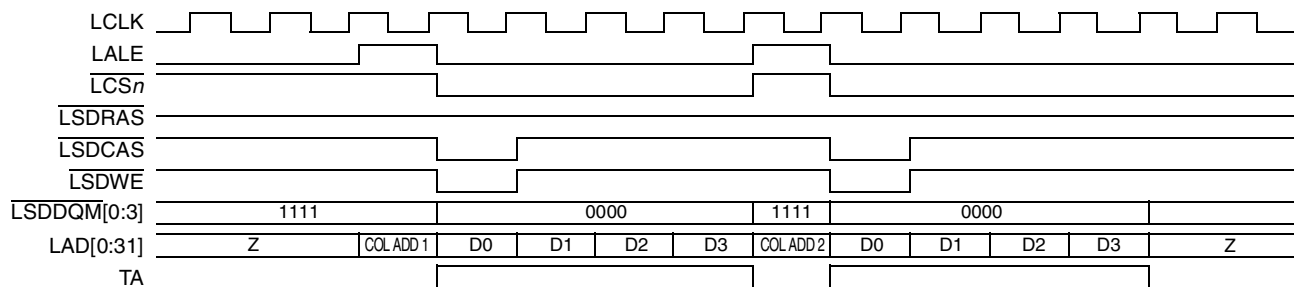 LCLK
LALE
LCSn
LSDRAS
LSDCAS
LSDWE
LSDDQM[0:3] 1111 0000 1111 0000
LAD[0:31] Z COL ADD 1 D0 D1 D2 D3 COL ADD 2 D0 D1 D2 D3 Z
TA